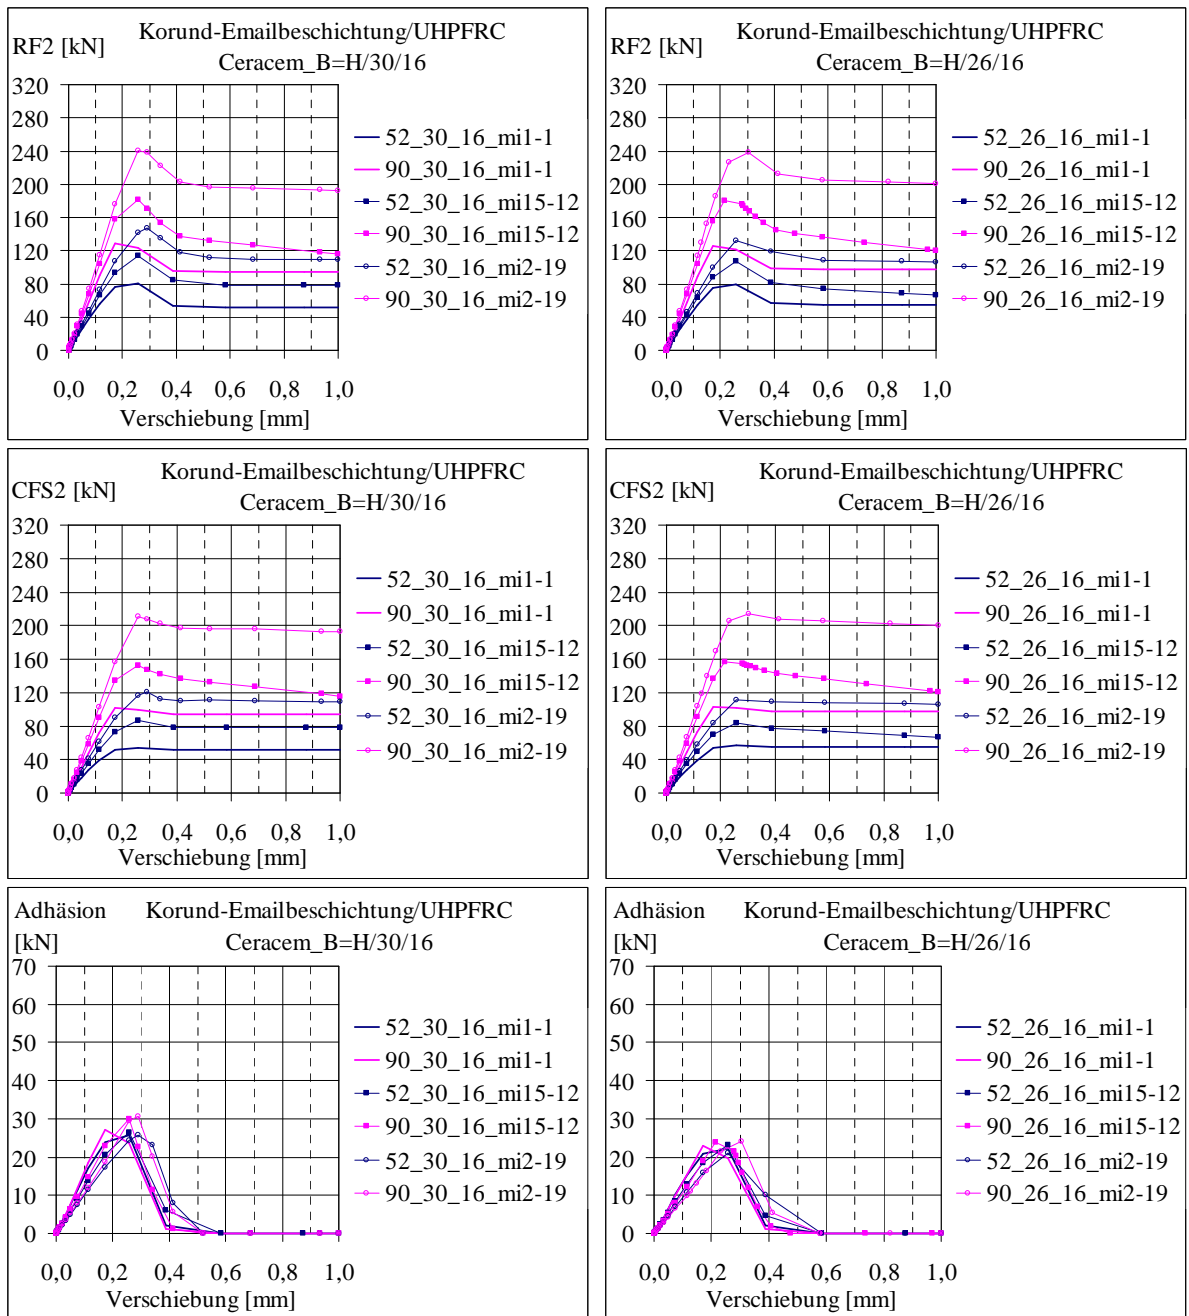 Korund-Emailbeschichtung/UHPFRC
RF2 [kN]
Ceracem_B=H/30/16
320
280
240
200
160
120
80
40
0
0,0 0,2 0,4 0,6 0,8 1,0
Verschiebung [mm]
52_30_16_mi1-1
90_30_16_mi1-1
52_30_16_mi15-12
90_30_16_mi15-12
52_30_16_mi2-19
90_30_16_mi2-19
Korund-Emailbeschichtung/UHPFRC
RF2 [kN]
Ceracem_B=H/26/16
320
280
240
200
160
120
80
40
0
0,0 0,2 0,4 0,6 0,8 1,0
Verschiebung [mm]
52_26_16_mi1-1
90_26_16_mi1-1
52_26_16_mi15-12
90_26_16_mi15-12
52_26_16_mi2-19
90_26_16_mi2-19
Korund-Emailbeschichtung/UHPFRC
CFS2 [kN]
Ceracem_B=H/30/16
320
280
240
200
160
120
80
40
0
0,0 0,2 0,4 0,6 0,8 1,0
Verschiebung [mm]
52_30_16_mi1-1
90_30_16_mi1-1
52_30_16_mi15-12
90_30_16_mi15-12
52_30_16_mi2-19
90_30_16_mi2-19
Korund-Emailbeschichtung/UHPFRC
CFS2 [kN]
Ceracem_B=H/26/16
320
280
240
200
160
120
80
40
0
0,0 0,2 0,4 0,6 0,8 1,0
Verschiebung [mm]
52_26_16_mi1-1
90_26_16_mi1-1
52_26_16_mi15-12
90_26_16_mi15-12
52_26_16_mi2-19
90_26_16_mi2-19
Adhäsion Korund-Emailbeschichtung/UHPFRC
[kN] Ceracem_B=H/30/16
70
60
50
40
30
20
10
0
0,0 0,2 0,4 0,6 0,8 1,0
Verschiebung [mm]
52_30_16_mi1-1
90_30_16_mi1-1
52_30_16_mi15-12
90_30_16_mi15-12
52_30_16_mi2-19
90_30_16_mi2-19
Adhäsion Korund-Emailbeschichtung/UHPFRC
[kN] Ceracem_B=H/26/16
70
60
50
40
30
20
10
0
0,0 0,2 0,4 0,6 0,8 1,0
Verschiebung [mm]
52_26_16_mi1-1
90_26_16_mi1-1
52_26_16_mi15-12
90_26_16_mi15-12
52_26_16_mi2-19
90_26_16_mi2-19